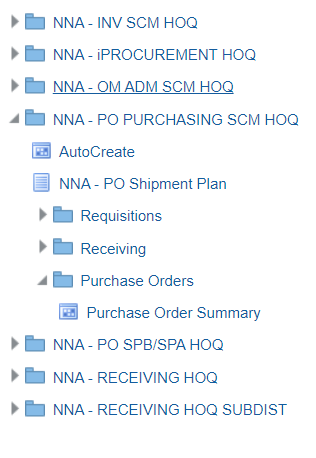 NNA - INV SCM HOQ
NNA - iPROCUREMENT HOQ
NNA - OM ADM SCM HOQ
NNA - PO PURCHASING SCM HOQ
AutoCreate
NNA - PO Shipment Plan
Requisitions
Receiving
Purchase Orders
Purchase Order Summary
NNA - PO SPB/SPA HOQ
NNA - RECEIVING HOQ
NNA - RECEIVING HOQ SUBDIST